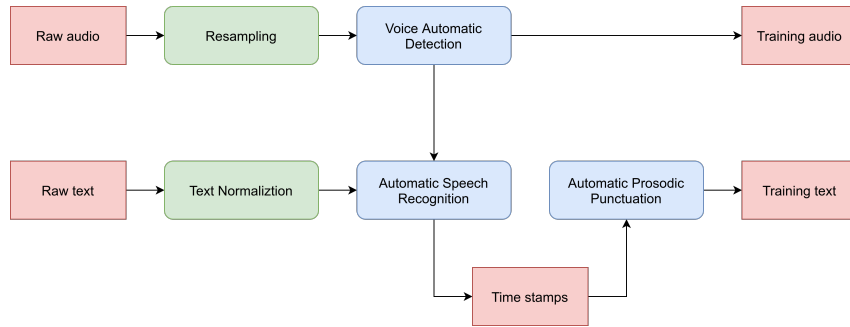 Raw audio
Resampling
Voice Automatic
Detection
Training audio
Raw text
Text Normaliztion
Automatic Speech
Recognition
Automatic Prosodic
Punctuation
Training text
Time stamps